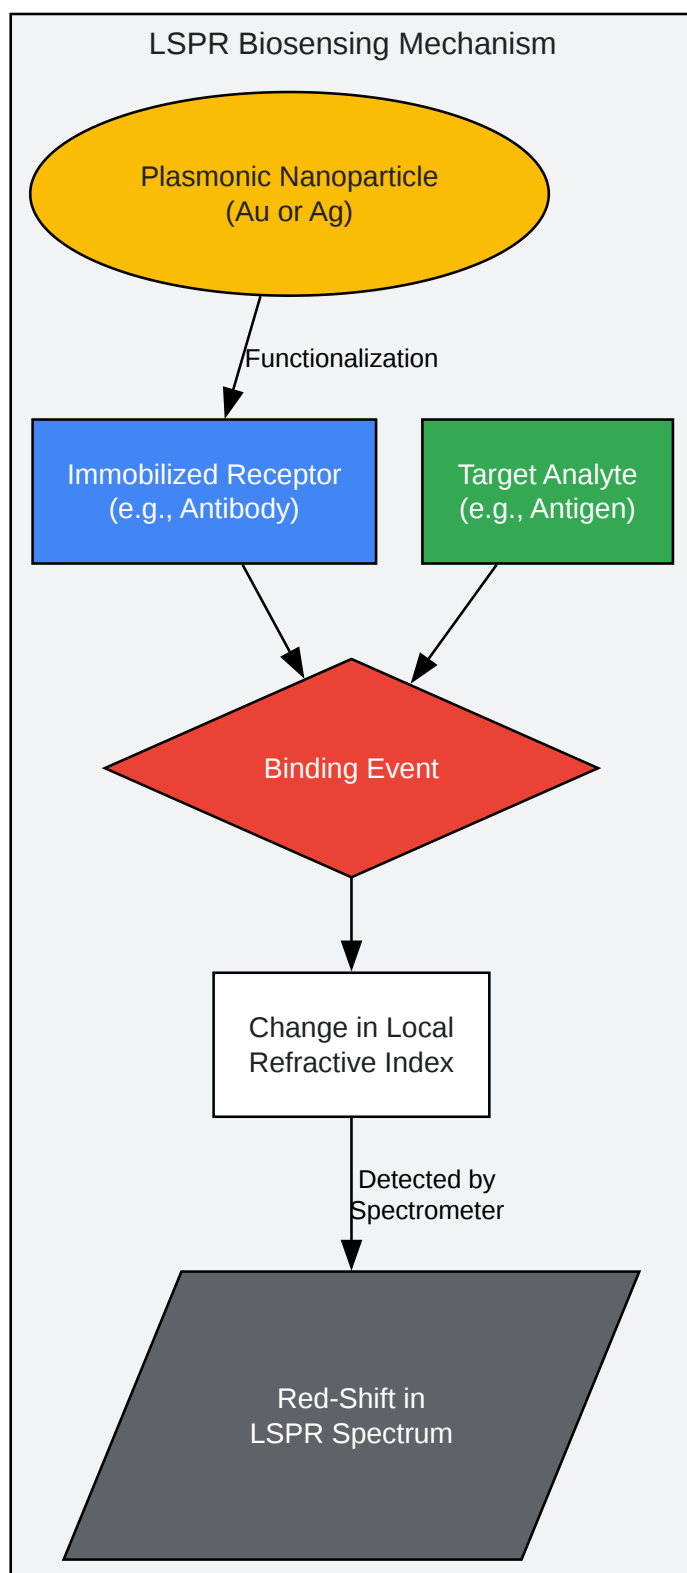 LSPR Biosensing Mechanism
Plasmonic Nanoparticle
(Au or Ag)
Functionalization
Immobilized Receptor
(e.g., Antibody)
Target Analyte
(e.g., Antigen)
Binding Event
Change in Local
Refractive Index
Detected by
Spectrometer
Red-Shift in
LSPR Spectrum